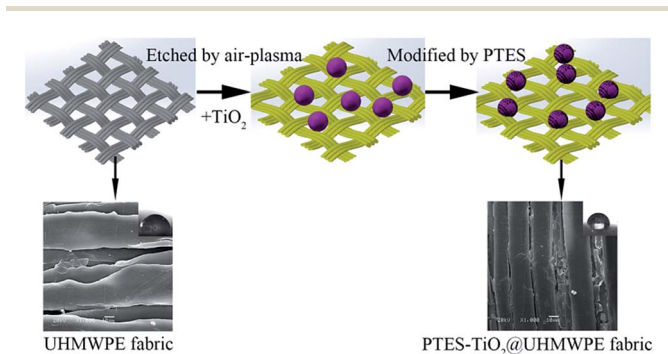 Etched by air-plasma
Modified by PTES
+TiO₂
UHMWPE fabric
PTES-TiO₂@UHMWPE fabric